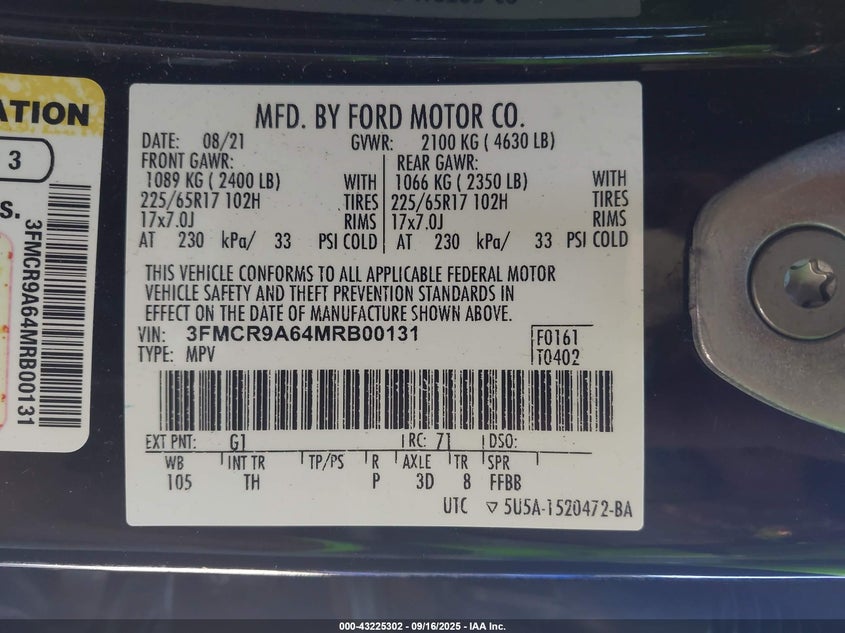 ATION
3
S.
3FMCR9A64MRB00131
MFD. BY FORD MOTOR CO.
DATE: 08/21 GVWR: 2100 KG ( 4630 LB)
FRONT GAWR: REAR GAWR:
1089 KG ( 2400 LB) WITH 1066 KG ( 2350 LB) WITH
225/65R17 102H TIRES 225/65R17 102H TIRES
17x7.0J RIMS 17x7.0J RIMS
AT 230 kPa/ 33 PSI COLD AT 230 kPa/ 33 PSI COLD
THIS VEHICLE CONFORMS TO ALL APPLICABLE FEDERAL MOTOR
VEHICLE SAFETY AND THEFT PREVENTION STANDARDS IN
EFFECT ON THE DATE OF MANUFACTURE SHOWN ABOVE.
VIN: 3FMCR9A64MRB00131 F0161
TYPE: MPV T0402
EXT PNT: G1 RC: 71 DSO:
WB INT TR TP/PS R AXLE TR SPR
105 TH P 3D 8 FFBB
UTC ▽ 5U5A-1520472-BA
000-43225302 - 09/16/2025 - IAA Inc.